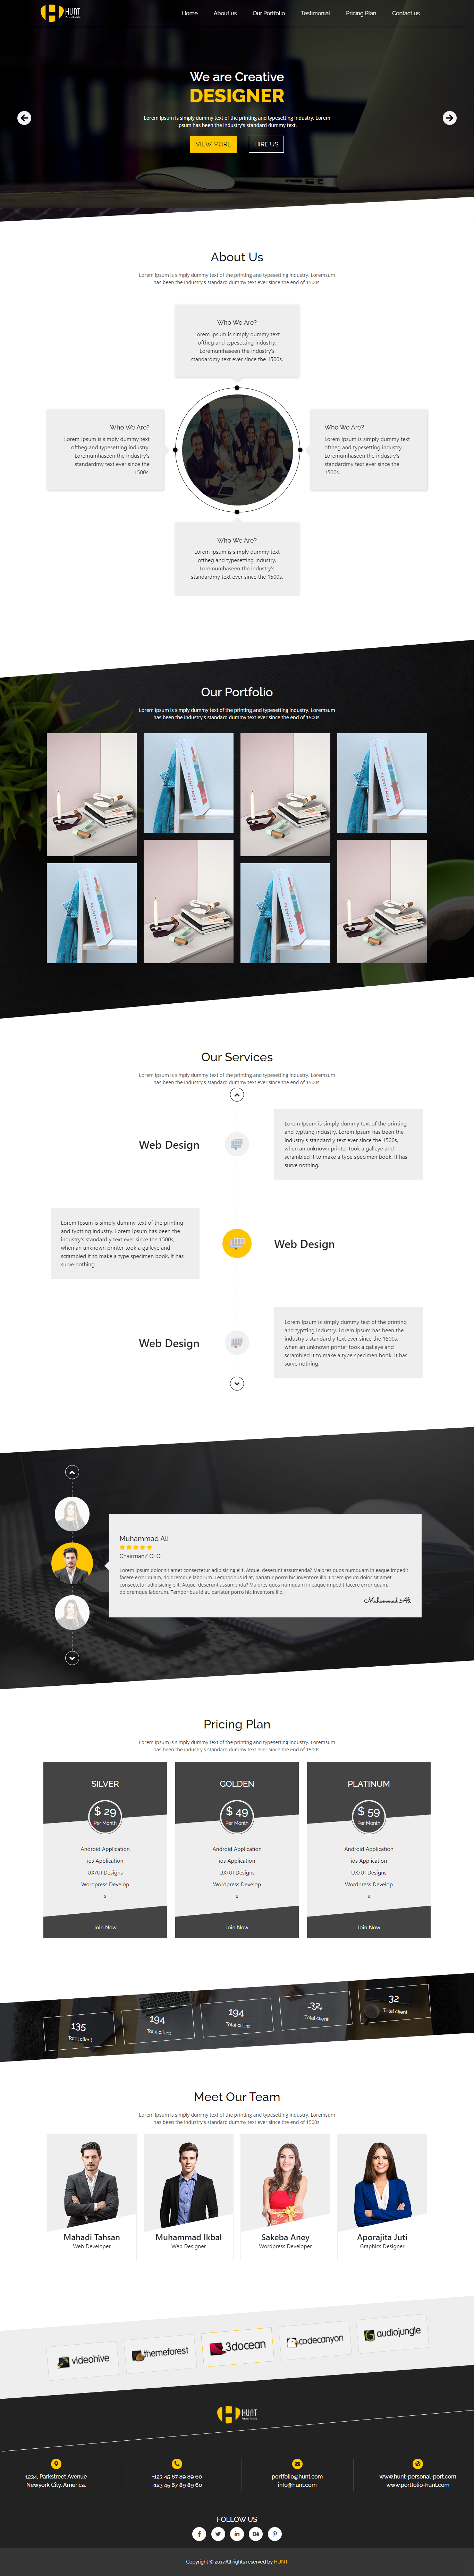 HUNT
Home
About us
Our Portfolio
Testimonial
Pricing Plan
Contact us
We are Creative
DESIGNER
Lorem Ipsum is simply dummy text of the printing and typesetting industry. Lorem
Ipsum has been the industry's standard dummy text.
VIEW MORE
HIRE US
About Us
Lorem Ipsum is simply dummy text of the printing and typesetting industry. Loremsum
has been the industry's standard dummy text ever since the end of 1500s.
Who We Are?
Lorem Ipsum is simply dummy text
oftheg and typesetting industry.
Loremumhaseen the industry's
standardmy text ever since the 1500s.
Who We Are?
Lorem Ipsum is simply dummy text
oftheg and typesetting industry.
Loremumhaseen the industry's
standardmy text ever since the
1500s.
Who We Are?
Lorem Ipsum is simply dummy text
oftheg and typesetting industry.
Loremumhaseen the industry's
standardmy text ever since the
1500s.
Who We Are?
Lorem Ipsum is simply dummy text
oftheg and typesetting industry.
Loremumhaseen the industry's
standardmy text ever since the 1500s.
Our Portfolio
Lorem Ipsum is simply dummy text of the printing and typesetting industry. Loremsum
has been the industry's standard dummy text ever since the end of 1500s.
Our Services
Lorem Ipsum is simply dummy text of the printing and typesetting industry. Loremsum
has been the industry's standard dummy text ever since the end of 1500s.
Web Design
Lorem Ipsum is simply dummy text of the printing
and typtting industry. Lorem Ipsum has been the
industry's standard y text ever since the 1500s,
when an unknown printer took a galleye and
scrambled it to make a type specimen book. It has
surve nothing.
Lorem Ipsum is simply dummy text of the printing
and typtting industry. Lorem Ipsum has been the
industry's standard y text ever since the 1500s,
when an unknown printer took a galleye and
scrambled it to make a type specimen book. It has
surve nothing.
Web Design
Web Design
Lorem Ipsum is simply dummy text of the printing
and typtting industry. Lorem Ipsum has been the
industry's standard y text ever since the 1500s,
when an unknown printer took a galleye and
scrambled it to make a type specimen book. It has
surve nothing.
Muhammad Ali
Chairman/ CEO
Lorem ipsum dolor sit amet consectetur adipisicing elit. Atque, deserunt assumenda? Maiores quos numquam in eaque impedit
facere error quam, doloremque laborum. Temporibus id at, pariatur porro hic inventore illo. Lorem ipsum dolor sit amet
consectetur adipisicing elit. Atque, deserunt assumenda? Maiores quos numquam in eaque impedit facere error quam,
doloremque laborum. Temporibus id at, pariatur porro hic inventore illo.
Muhammad Ali
Pricing Plan
Lorem Ipsum is simply dummy text of the printing and typesetting industry. Loremsum
has been the industry's standard dummy text ever since the end of 1500s.
SILVER
$ 29
Per Month
Android Application
ios Application
UX/UI Designs
Wordpress Develop
x
Join Now
GOLDEN
$ 49
Per Month
Android Application
ios Application
UX/UI Designs
Wordpress Develop
x
Join Now
PLATINUM
$ 59
Per Month
Android Application
ios Application
UX/UI Designs
Wordpress Develop
x
Join Now
135
Total client
194
Total client
194
Total client
32
Total client
32
Total client
Meet Our Team
Lorem Ipsum is simply dummy text of the printing and typesetting industry. Loremsum
has been the industry's standard dummy text ever since the end of 1500s.
Mahadi Tahsan
Web Developer
Muhammad Ikbal
Web Designer
Sakeba Aney
Wordpress Developer
Aporajita Juti
Graphics Designer
videohive
themeforest
3docean
codecanyon
audiojungle
HUNT
1234, Parkstreet Avenue
Newyork City, America.
+123 45 67 89 89 60
+123 45 67 89 89 60
portfolio@hunt.com
info@hunt.com
www.hunt-personal-port.com
www.portfolio-hunt.com
FOLLOW US
Copyright © 2017 All rights reserved by HUNT